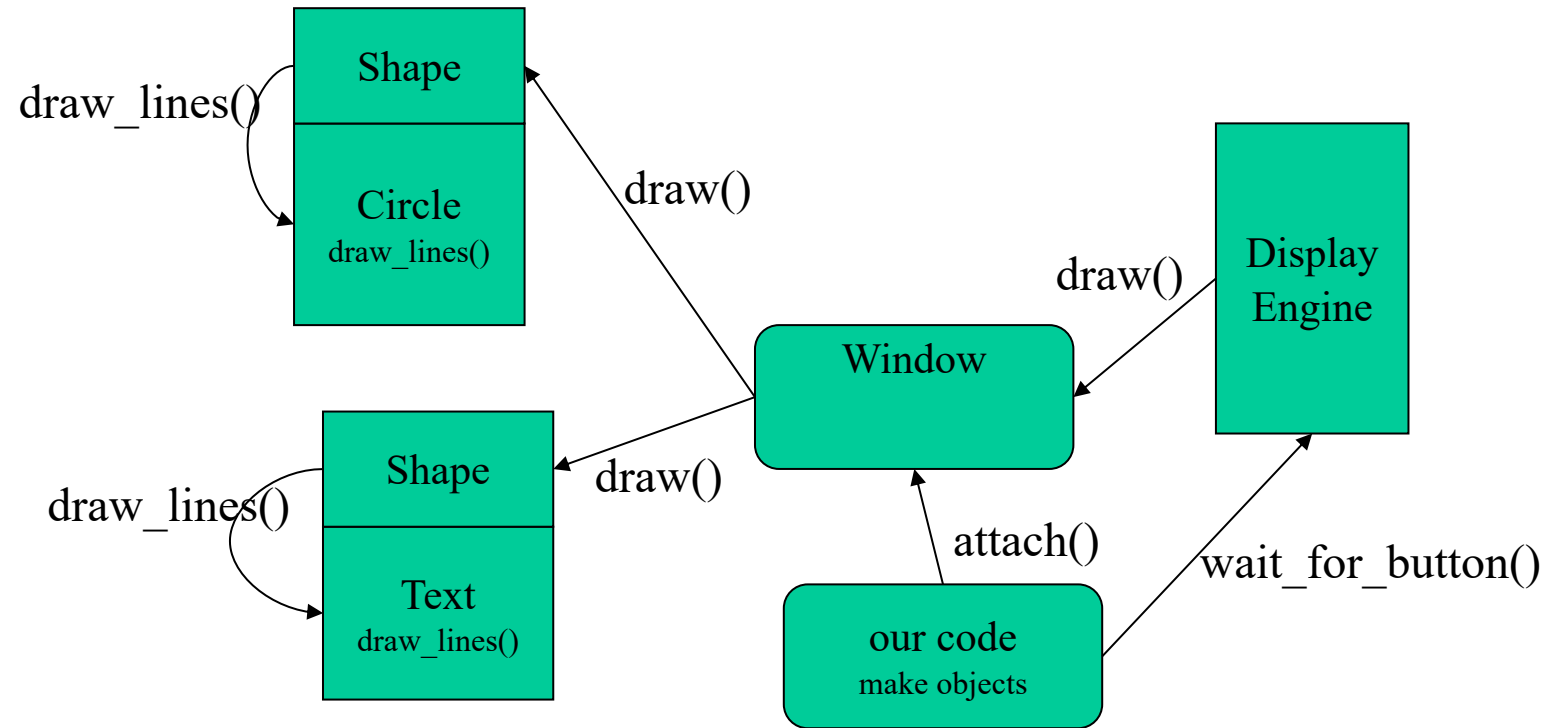 Shape
draw_lines()
Circle
draw_lines()
draw()
Display
Engine
draw()
Window
Shape
draw()
draw_lines()
attach()
wait_for_button()
Text
draw_lines()
our code
make objects